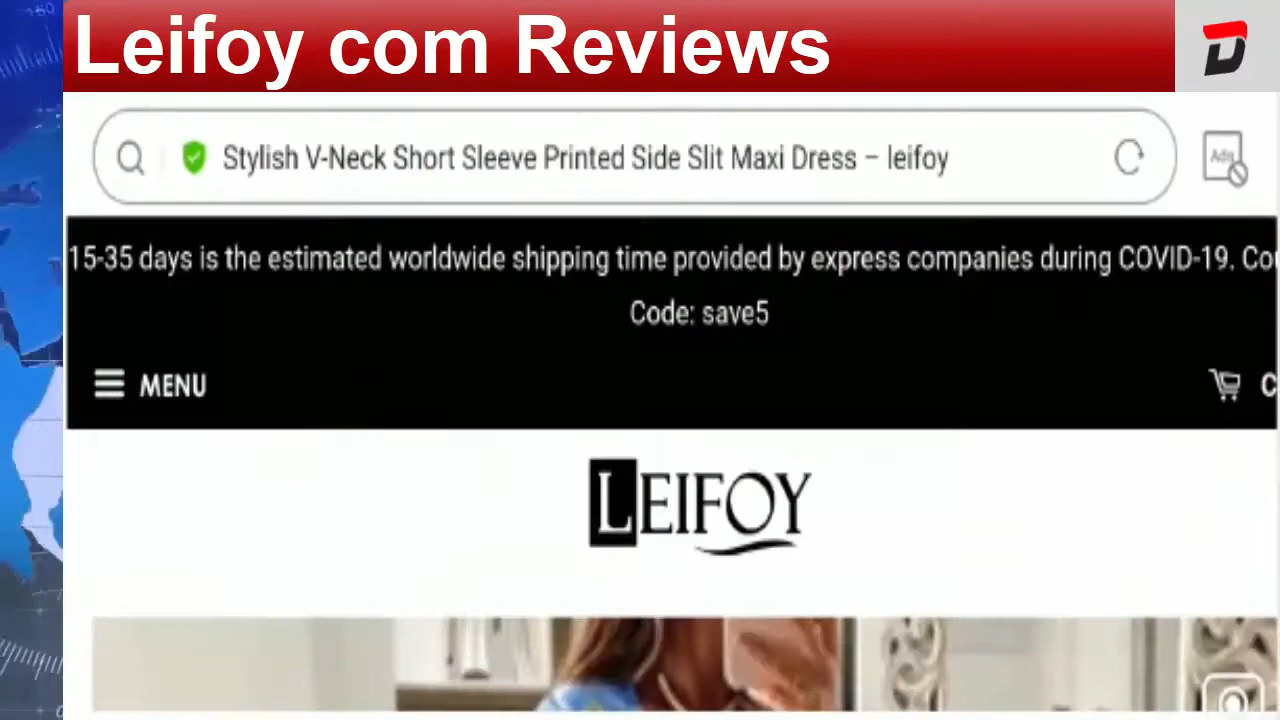 Leifoy com Reviews
Stylish V-Neck Short Sleeve Printed Side Slit Maxi Dress – leifoy
Ads
15-35 days is the estimated worldwide shipping time provided by express companies during COVID-19.
Code: save5
MENU
LEIFOY